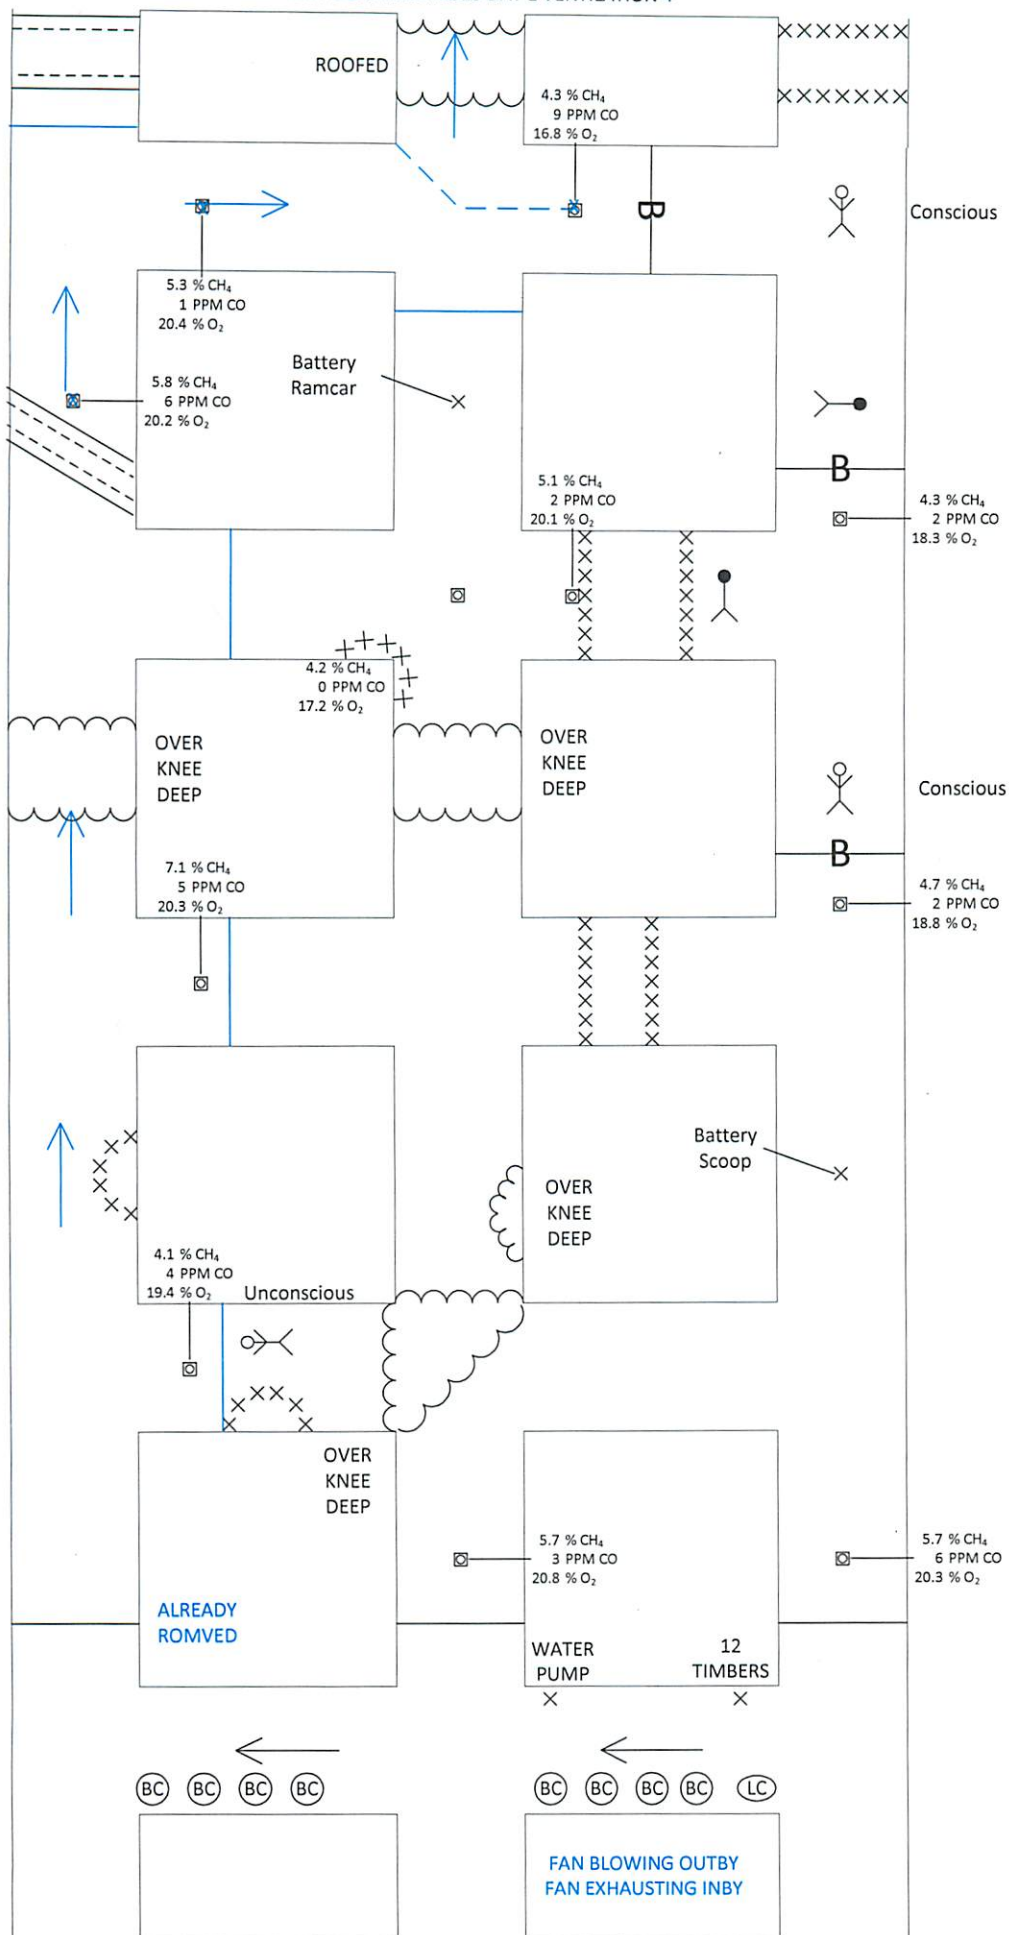 ROOFED
4.3 % CH₄
9 PPM CO
16.8 % O₂
B
Conscious
5.3 % CH₄
1 PPM CO
20.4 % O₂
Battery
Ramcar
5.8 % CH₄
6 PPM CO
20.2 % O₂
B
5.1 % CH₄
2 PPM CO
20.1 % O₂
4.3 % CH₄
2 PPM CO
18.3 % O₂
4.2 % CH₄
0 PPM CO
17.2 % O₂
OVER
KNEE
DEEP
OVER
KNEE
DEEP
Conscious
B
7.1 % CH₄
5 PPM CO
20.3 % O₂
4.7 % CH₄
2 PPM CO
18.8 % O₂
Battery
Scoop
OVER
KNEE
DEEP
4.1 % CH₄
4 PPM CO
19.4 % O₂
Unconscious
OVER
KNEE
DEEP
5.7 % CH₄
3 PPM CO
20.8 % O₂
5.7 % CH₄
6 PPM CO
20.3 % O₂
ALREADY
ROMVED
WATER
PUMP
12
TIMBERS
BC BC BC BC
BC BC BC BC LC
FAN BLOWING OUTBY
FAN EXHAUSTING INBY